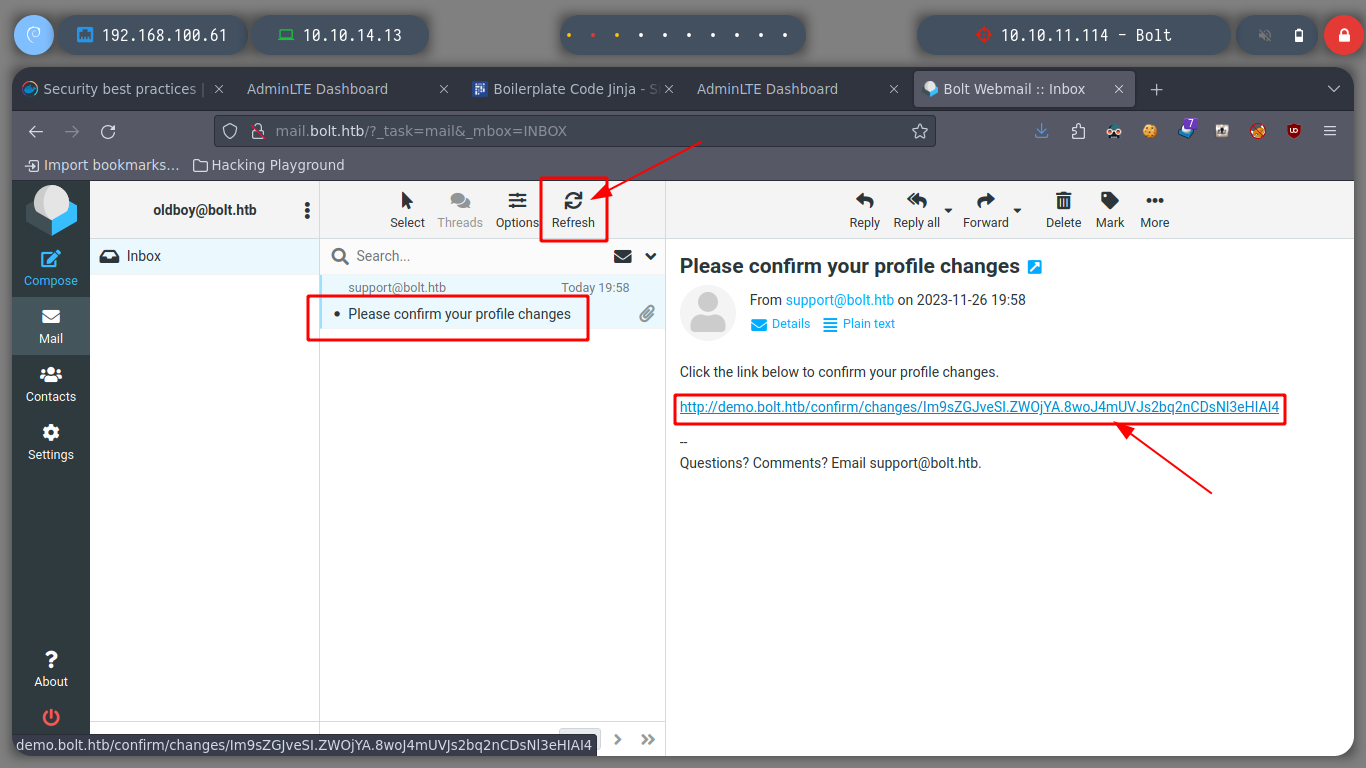 192.168.100.61
10.10.14.13
10.10.11.114 - Bolt
Security best practices |
AdminLTE Dashboard
Boilerplate Code Jinja - S
AdminLTE Dashboard
Bolt Webmail :: Inbox
mail.bolt.htb/?_task=mail&_mbox=INBOX
7
Import bookmarks...
Hacking Playground
oldboy@bolt.htb
Select
Threads
Options
Refresh
Reply
Reply all
Forward
Delete
Mark
More
Compose
Mail
Contacts
Settings
About
Inbox
Search...
support@bolt.htb
Today 19:58
• Please confirm your profile changes
Please confirm your profile changes
From support@bolt.htb on 2023-11-26 19:58
Details
Plain text
Click the link below to confirm your profile changes.
http://demo.bolt.htb/confirm/changes/Im9sZGJveSI.ZWOjYA.8woJ4mUVJs2bq2nCDsNl3eHIAI4
--
Questions? Comments? Email support@bolt.htb.
demo.bolt.htb/confirm/changes/Im9sZGJveSI.ZWOjYA.8woJ4mUVJs2bq2nCDsNl3eHIAI4